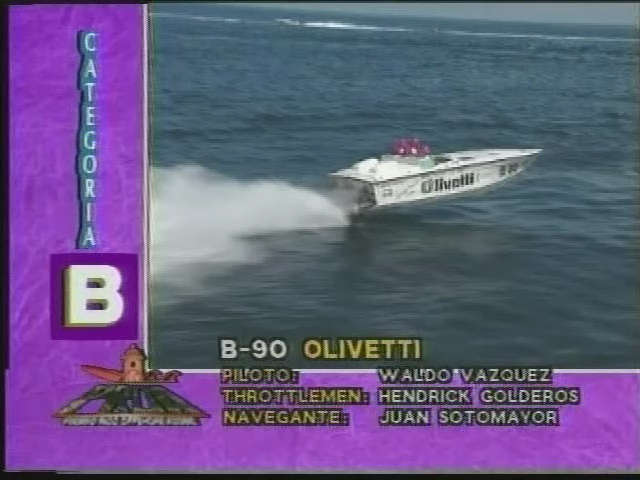 CATEGORIA
B
Olivetti
B-90 OLIVETTI
PILOTO: WALDO VAZQUEZ
THROTTLEMEN: HENDRICK GOLDEROS
NAVEGANTE: JUAN SOTOMAYOR